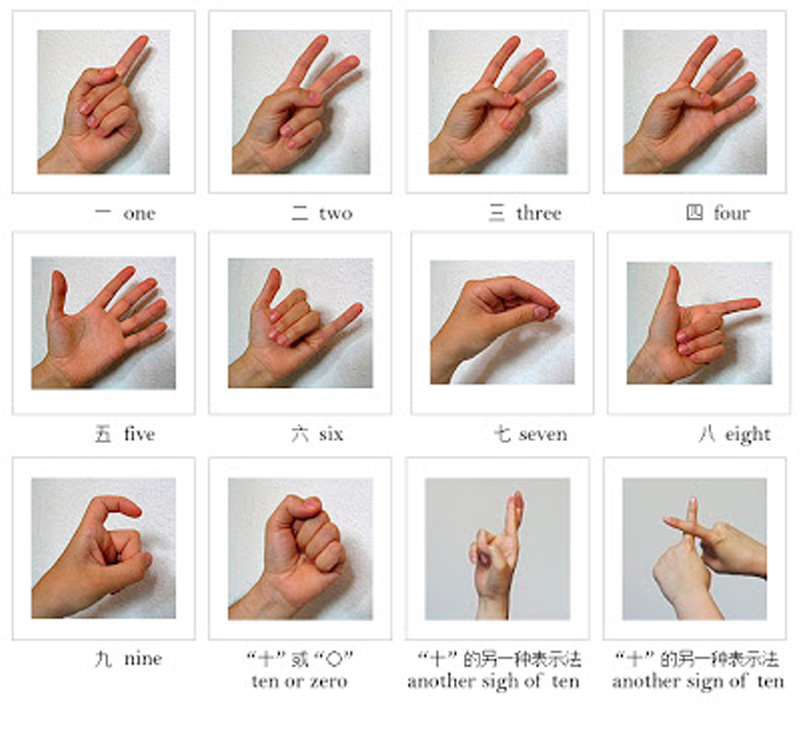 一 one
二 two
三 three
四 four
五 five
六 six
七 seven
八 eight
九 nine
“十” 或 “〇”
ten or zero
“十” 的另一种表示法
another sigh of ten
“十” 的另一种表示法
another sign of ten